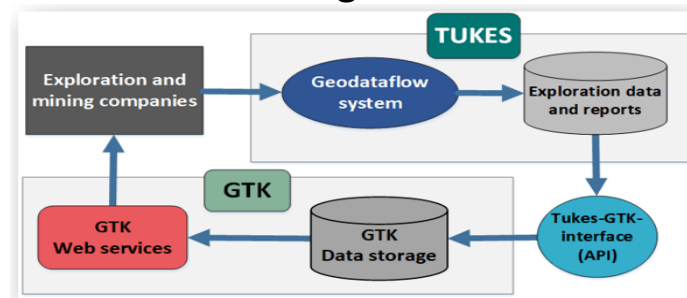 TUKES
Exploration and
mining companies
Geodataflow
system
Exploration data
and reports
GTK
GTK
Web services
GTK
Data storage
Tukes-GTK-
interface
(API)